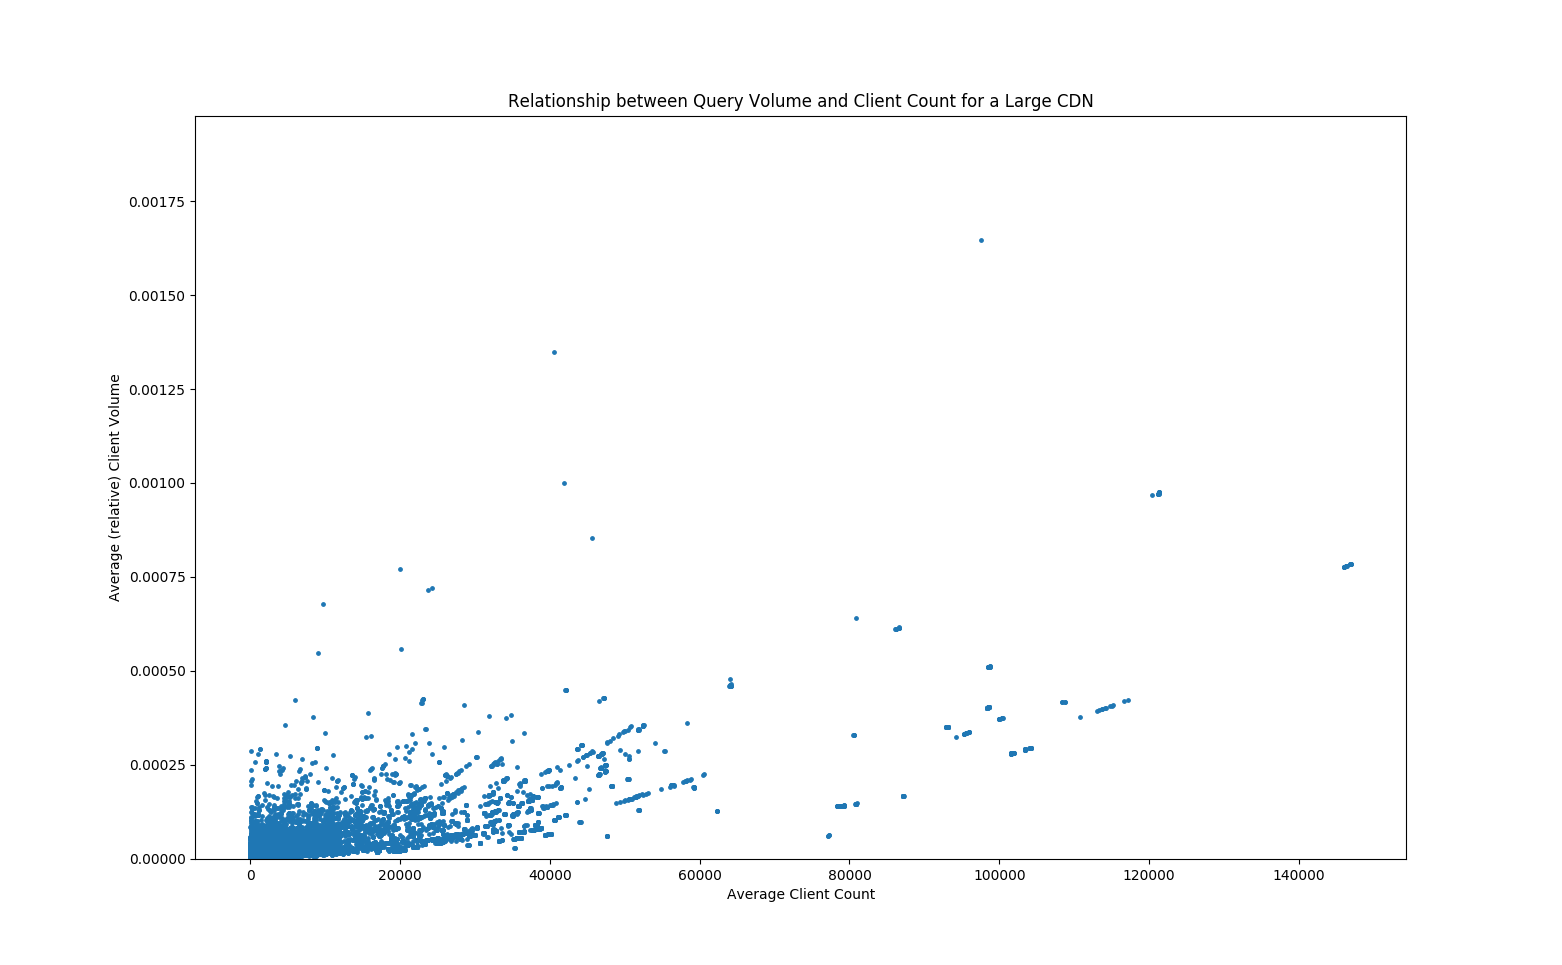 Relationship between Query Volume and Client Count for a Large CDN
0.00175
0.00150
0.00125
0.00100
0.00075
0.00050
0.00025
0.00000
Average (relative) Client Volume
0 20000 40000 60000 80000 100000 120000 140000
Average Client Count